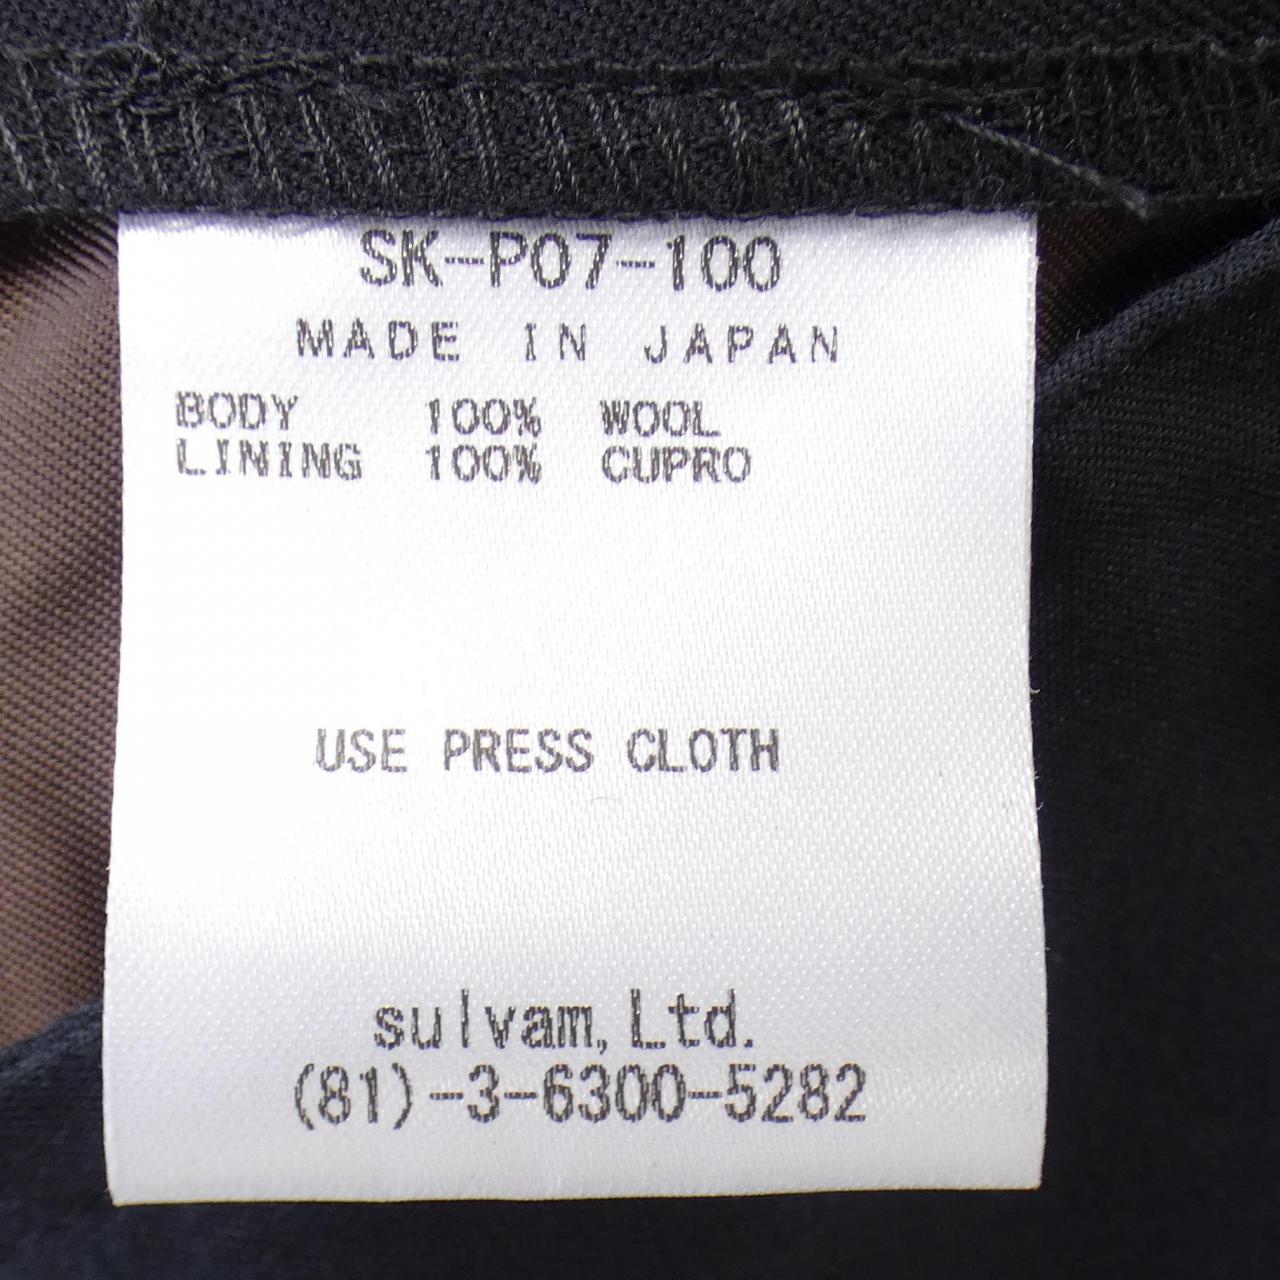 SK-P07-100
MADE IN JAPAN
BODY 100% WOOL
LINING 100% CUPRO
USE PRESS CLOTH
sulvam,Ltd.
(81)-3-6300-5282